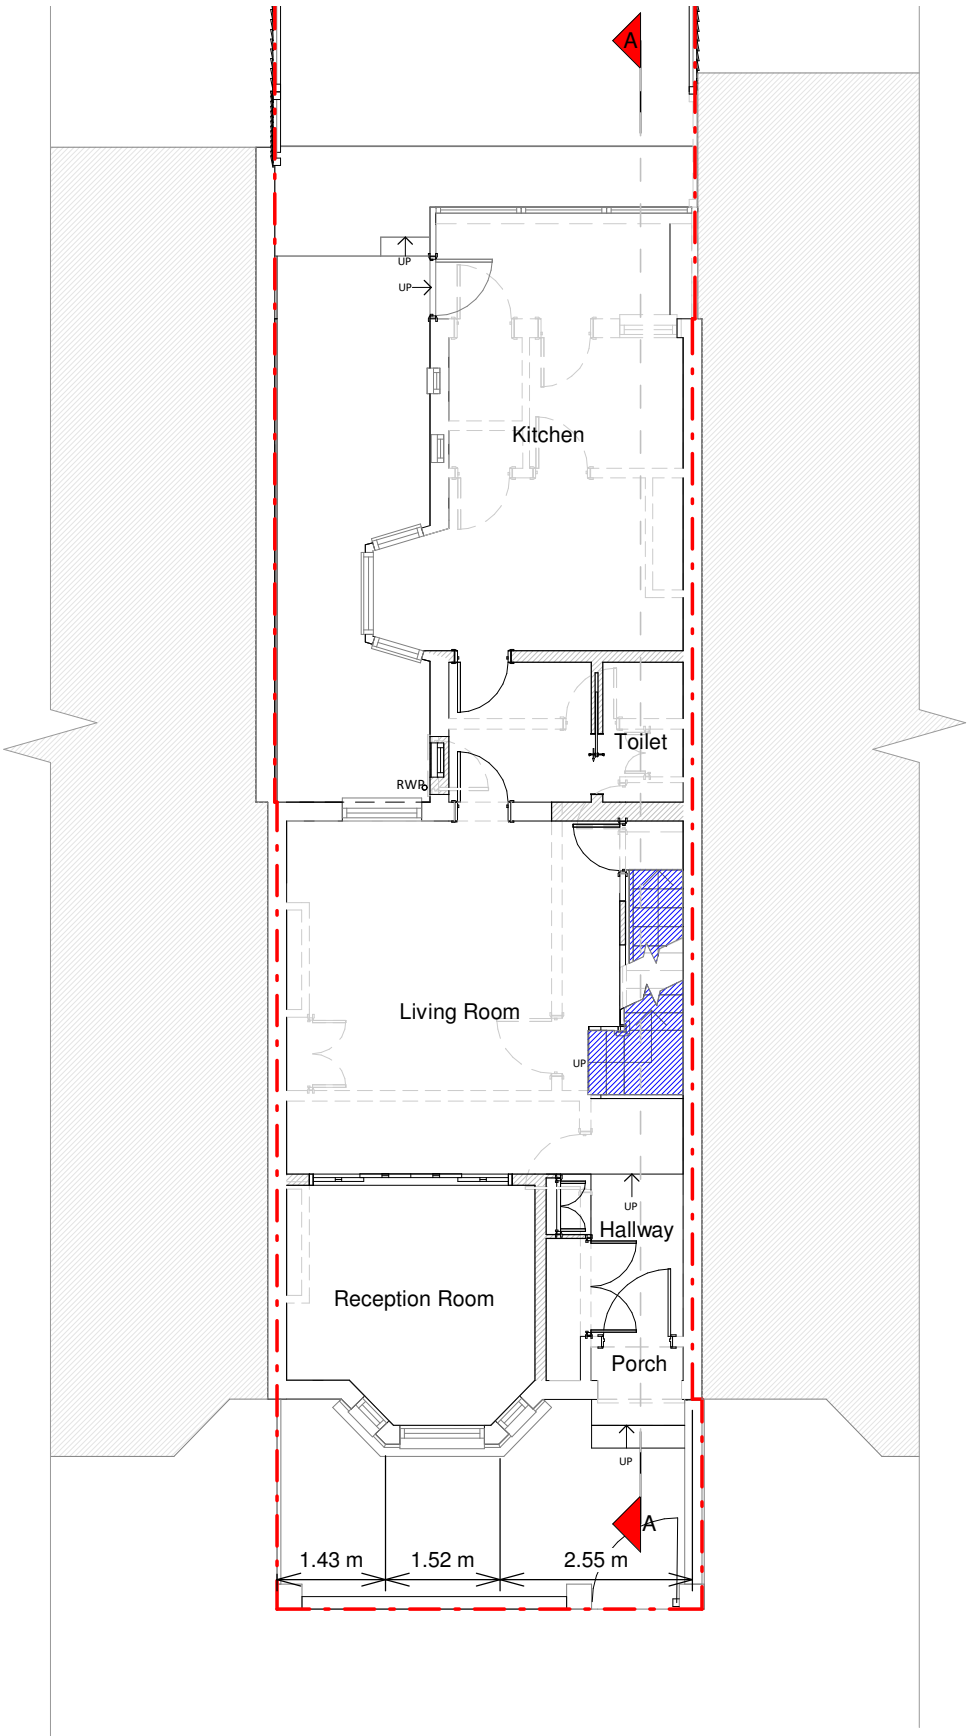 A
UP
UP
Kitchen
Toilet
RWP
Living Room
UP
UP
Hallway
Reception Room
Porch
UP
A
1.43 m
1.52 m
2.55 m